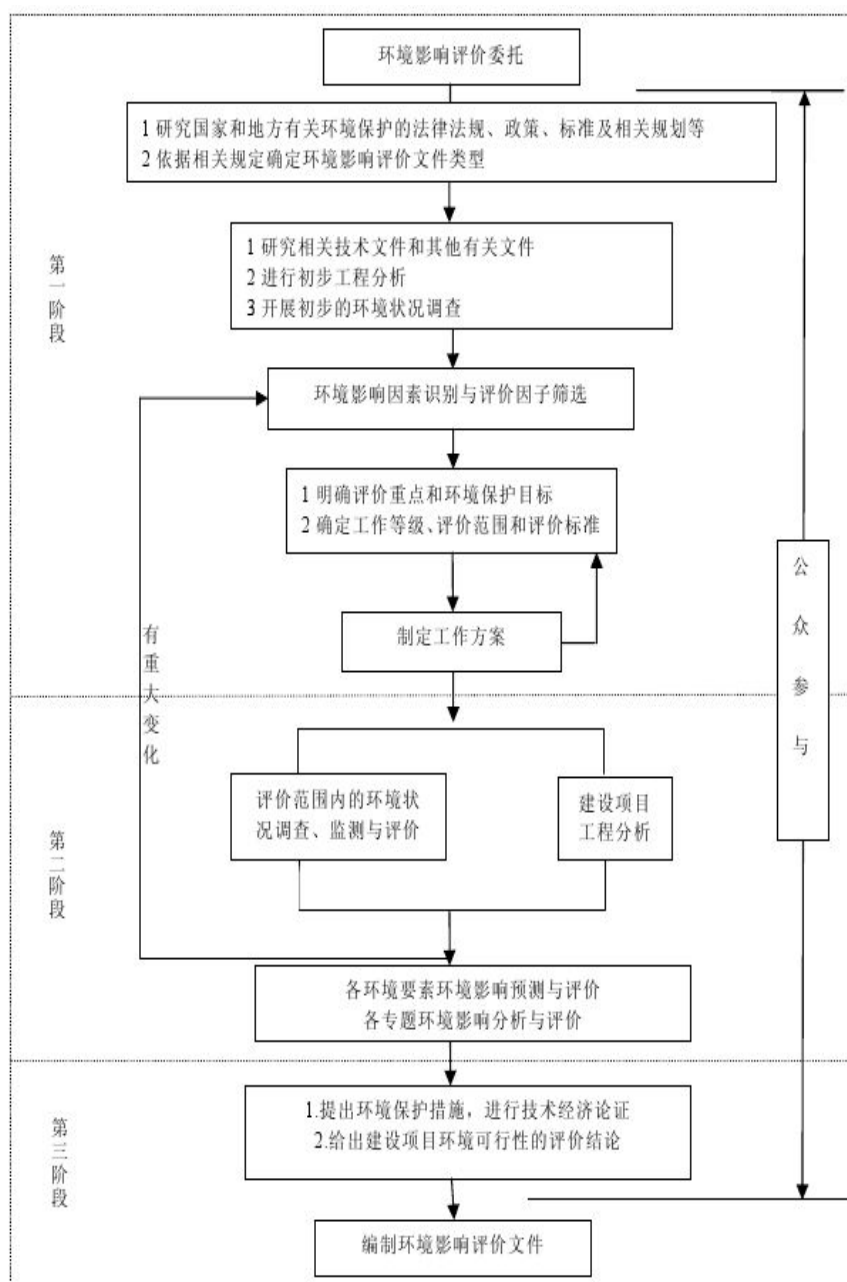 环境影响评价委托
1 研究国家和地方有关环境保护的法律法规、政策、标准及相关规划等
2 依据相关规定确定环境影响评价文件类型
第一阶段
1 研究相关技术文件和其他有关文件
2 进行初步工程分析
3 开展初步的环境状况调查
环境影响因素识别与评价因子筛选
1 明确评价重点和环境保护目标
2 确定工作等级、评价范围和评价标准
制定工作方案
有重大变化
公众参与
第二阶段
评价范围内的环境状
况调查、监测与评价
建设项目
工程分析
各环境要素环境影响预测与评价
各专题环境影响分析与评价
第三阶段
1.提出环境保护措施，进行技术经济论证
2.给出建设项目环境可行性的评价结论
编制环境影响评价文件